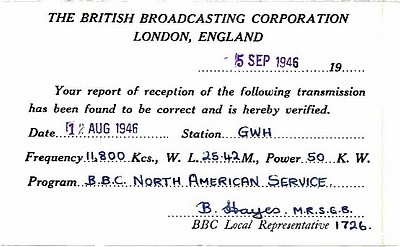 THE BRITISH BROADCASTING CORPORATION
LONDON, ENGLAND
5 SEP 1946 19
Your report of reception of the following transmission
has been found to be correct and is hereby verified.
Date 12 AUG 1946 Station GWH
Frequency 11,800 Kcs., W. L. 25.42 M., Power 50 K. W.
Program B.B.C. NORTH AMERICAN SERVICE.
B. Hayes. M.R.S.G.B.
BBC Local Representative 1726.